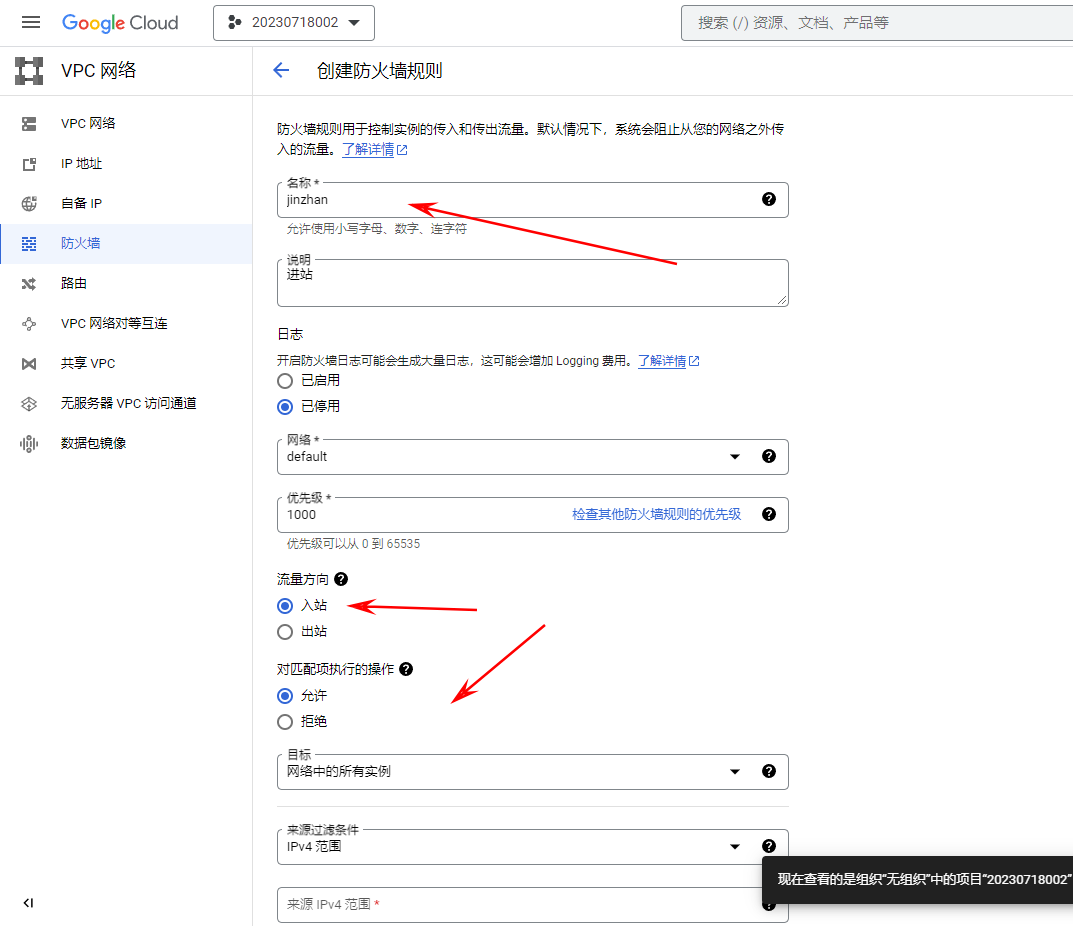 Google Cloud
20230718002
搜索 (/) 资源、文档、产品等
VPC 网络
创建防火墙规则
VPC 网络
IP 地址
自备 IP
防火墙
路由
VPC 网络对等互连
共享 VPC
无服务器 VPC 访问通道
数据包镜像
防火墙规则用于控制实例的传入和传出流量。默认情况下，系统会阻止从您的网络之外传
入的流量。了解详情
名称 *
jinzhan
允许使用小写字母、数字、连字符
说明
进站
日志
开启防火墙日志可能会生成大量日志，这可能会增加 Logging 费用。了解详情
已启用
已停用
网络 *
default
优先级 *
1000 检查其他防火墙规则的优先级
优先级可以从 0 到 65535
流量方向
入站
出站
对匹配项执行的操作
允许
拒绝
目标
网络中的所有实例
来源过滤条件
IPv4 范围
来源 IPv4 范围 *
现在查看的是组织“无组织”中的项目“20230718002”